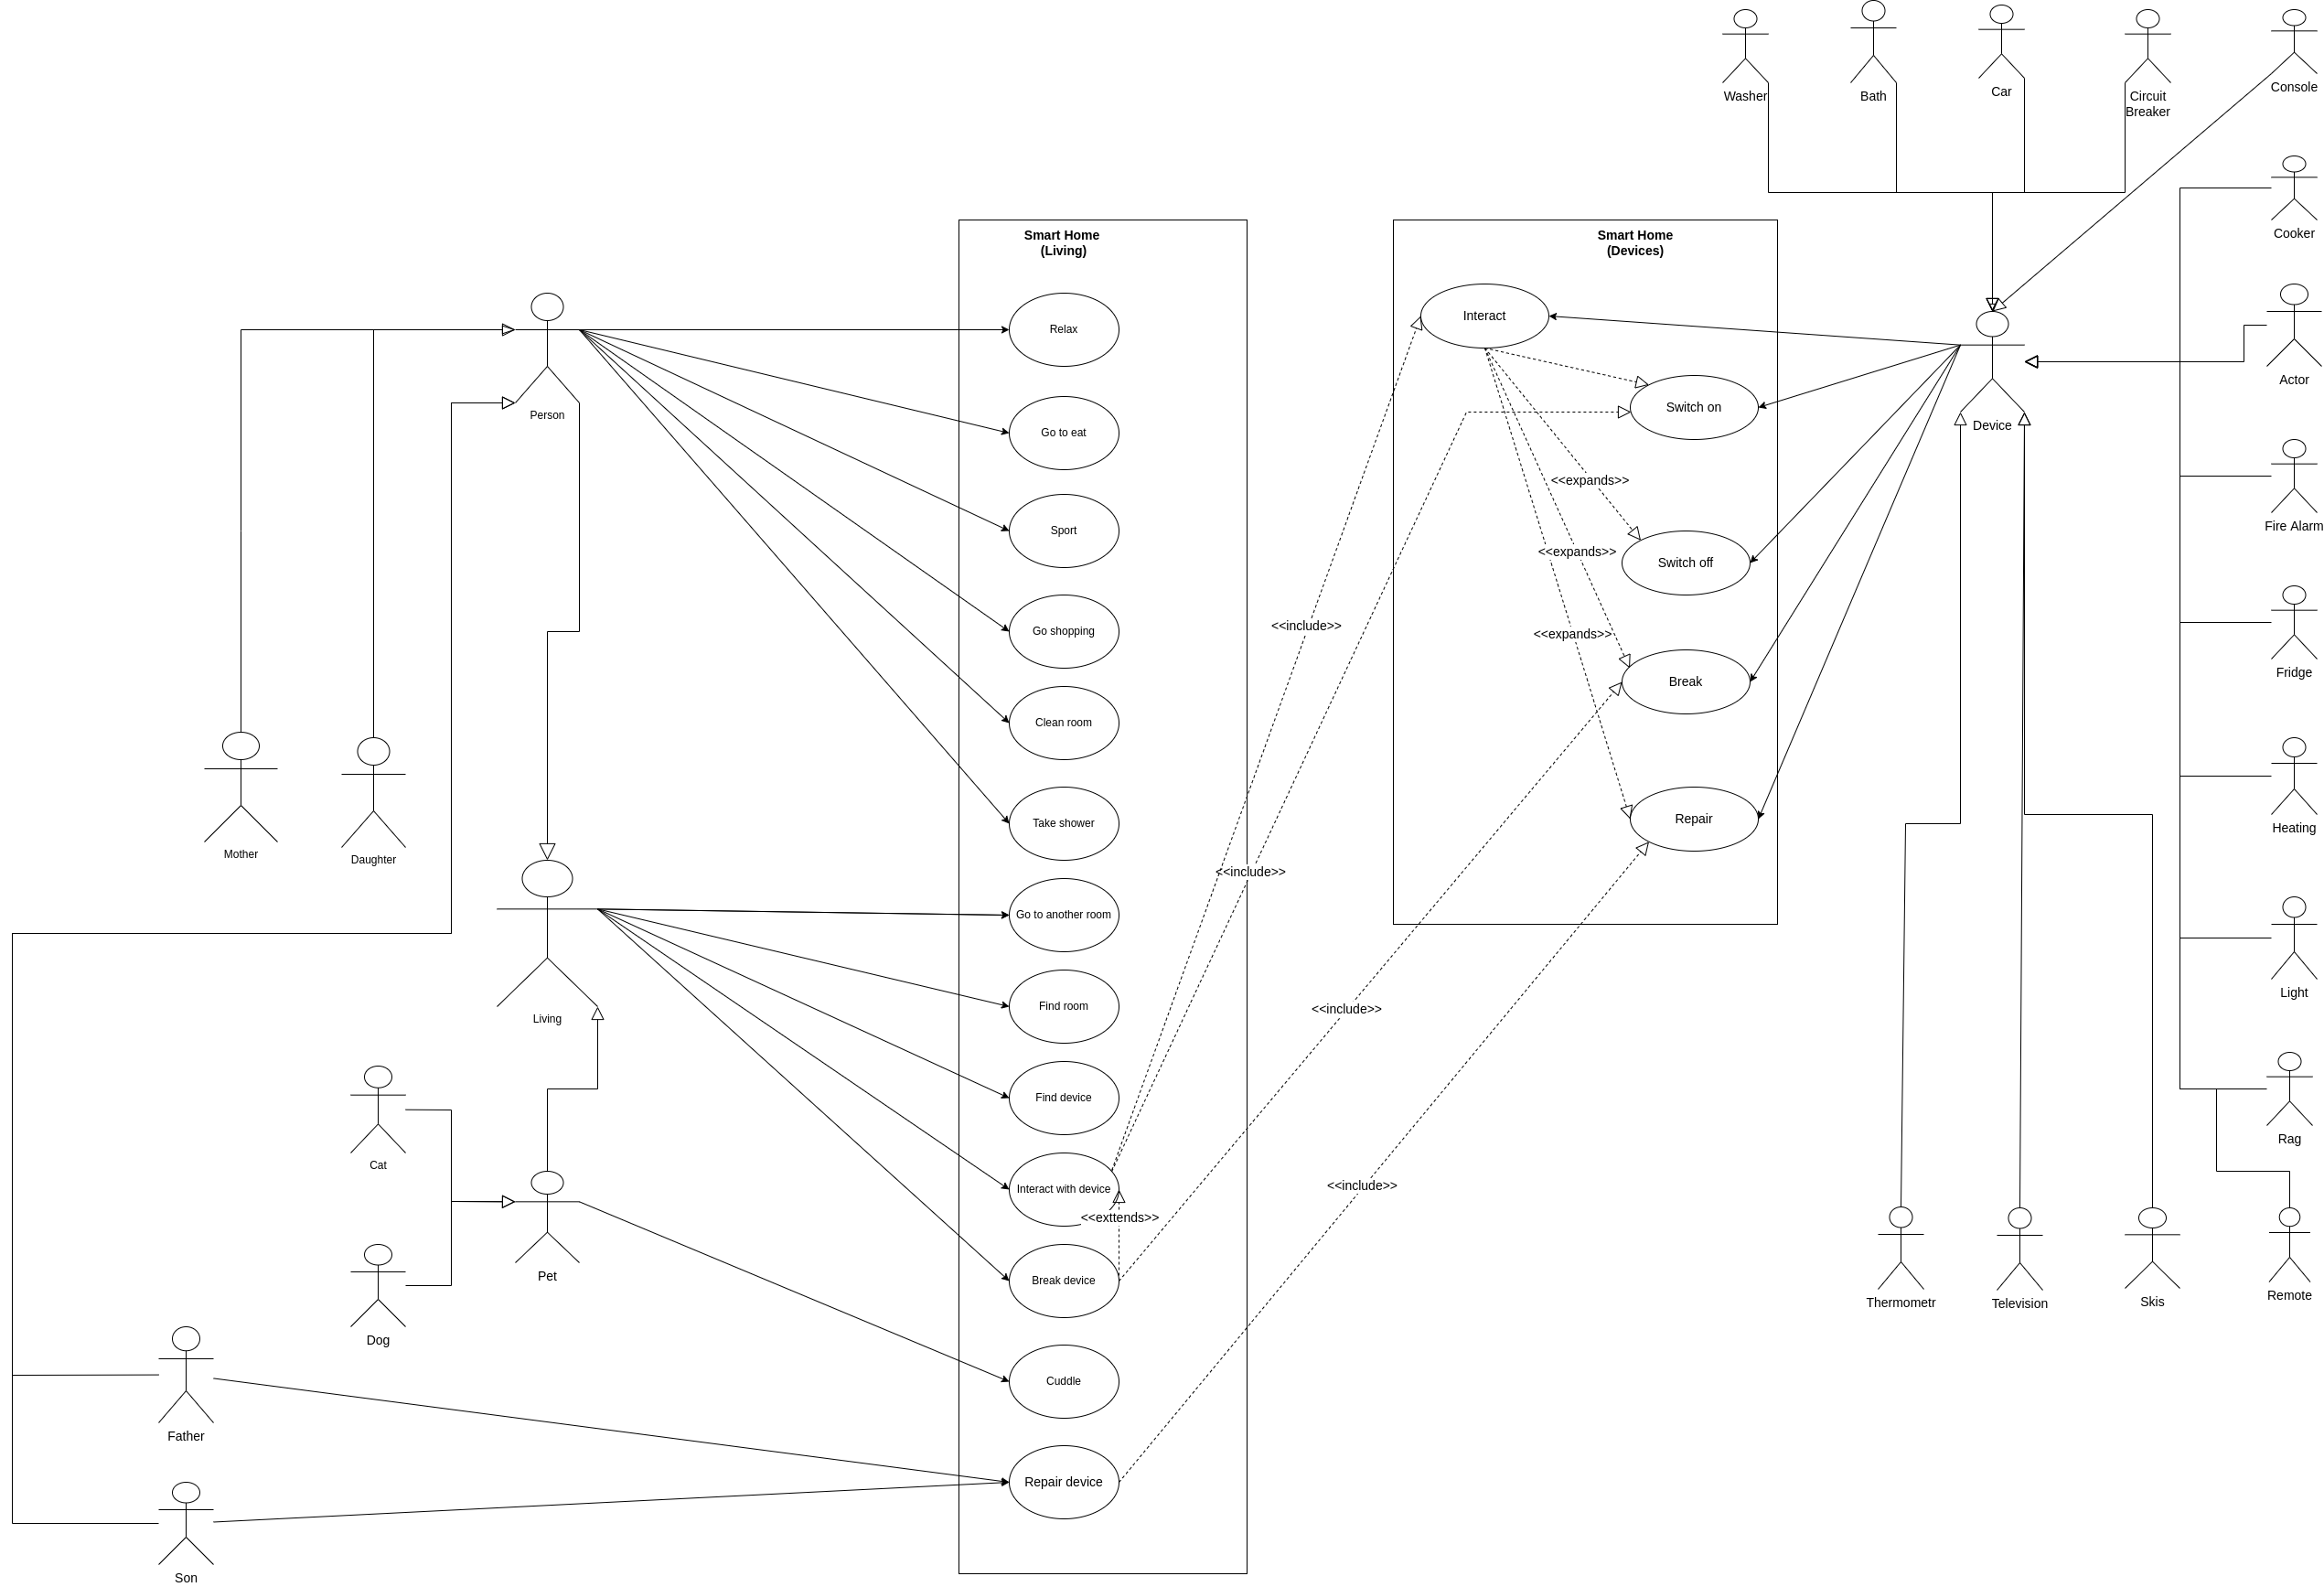 Washer
Bath
Car
Circuit
Breaker
Console
Cooker
Smart Home
(Living)
Smart Home
(Devices)
Relax
Interact
Actor
Person
Go to eat
Switch on
Device
<<expands>>
Sport
Fire Alarm
<<expands>>
Switch off
<<include>>
Go shopping
<<expands>>
Fridge
Break
Clean room
Take shower
Repair
Heating
Mother
Daughter
<<include>>
Go to another room
Living
Find room
<<include>>
Light
Find device
Rag
Cat
Interact with device
<<include>>
<<exttends>>
Pet
Break device
Thermometr
Television
Skis
Remote
Dog
Cuddle
Father
Repair device
Son